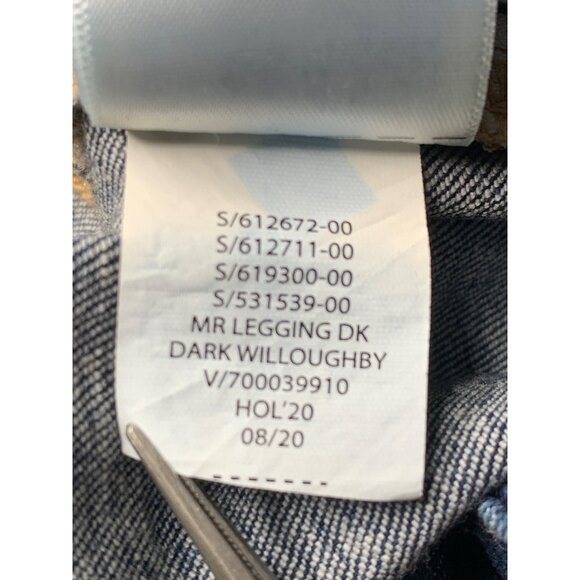 S/612672-00
S/612711-00
S/619300-00
S/531539-00
MR LEGGING DK
DARK WILLOUGHBY
V/700039910
HOL'20
08/20